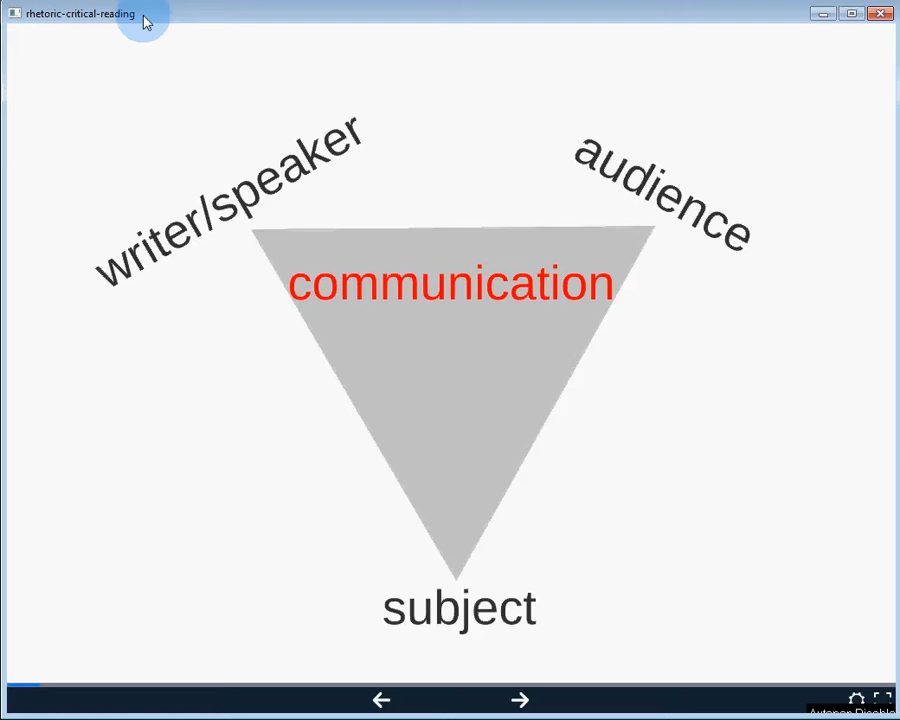 rhetoric-critical-reading
writer/speaker
audience
communication
subject